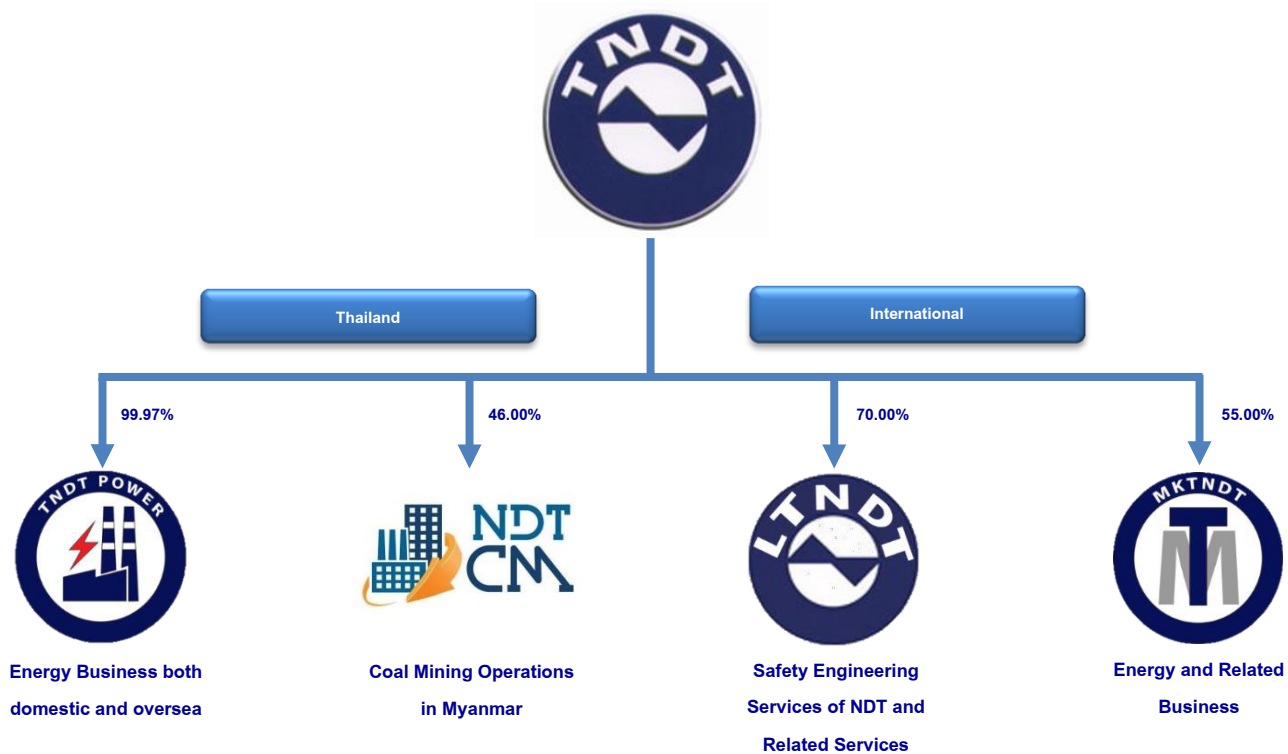 TNDT
Thailand
International
99.97%
46.00%
70.00%
55.00%
TNDT POWER
NDT
CM
LTNDT
MKTNDT
TM
Energy Business both
domestic and oversea
Coal Mining Operations
in Myanmar
Safety Engineering
Services of NDT and
Related Services
Energy and Related
Business